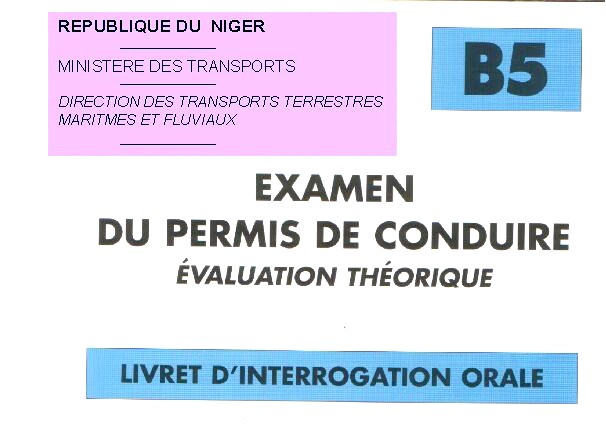 REPUBLIQUE DU NIGER
MINISTERE DES TRANSPORTS
DIRECTION DES TRANSPORTS TERRESTRES
MARITMES ET FLUVIAUX
B5
EXAMEN
DU PERMIS DE CONDUIRE
ÉVALUATION THÉORIQUE
LIVRET D'INTERROGATION ORALE